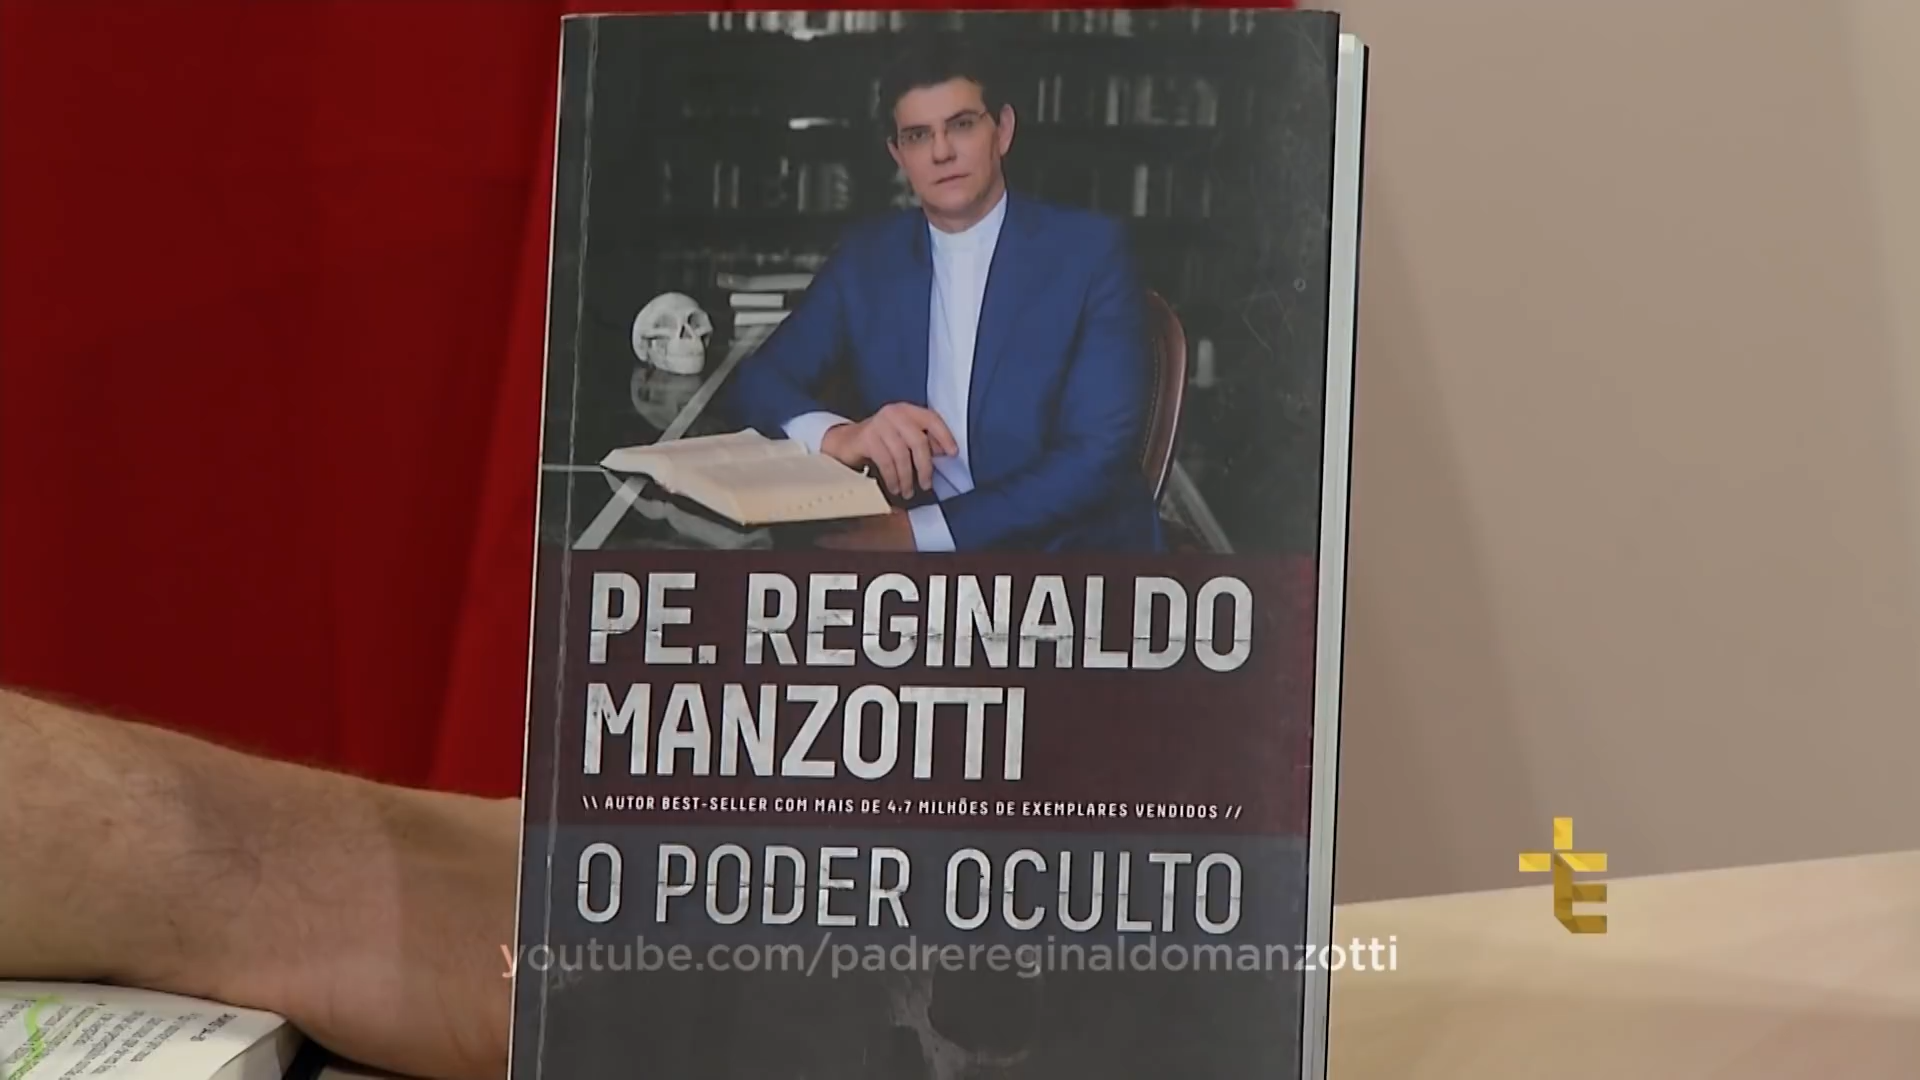 PE. REGINALDO
MANZOTTI
\\ AUTOR BEST-SELLER COM MAIS DE 4,7 MILHÕES DE EXEMPLARES VENDIDOS //
O PODER OCULTO
youtube.com/padrereginaldomanzotti